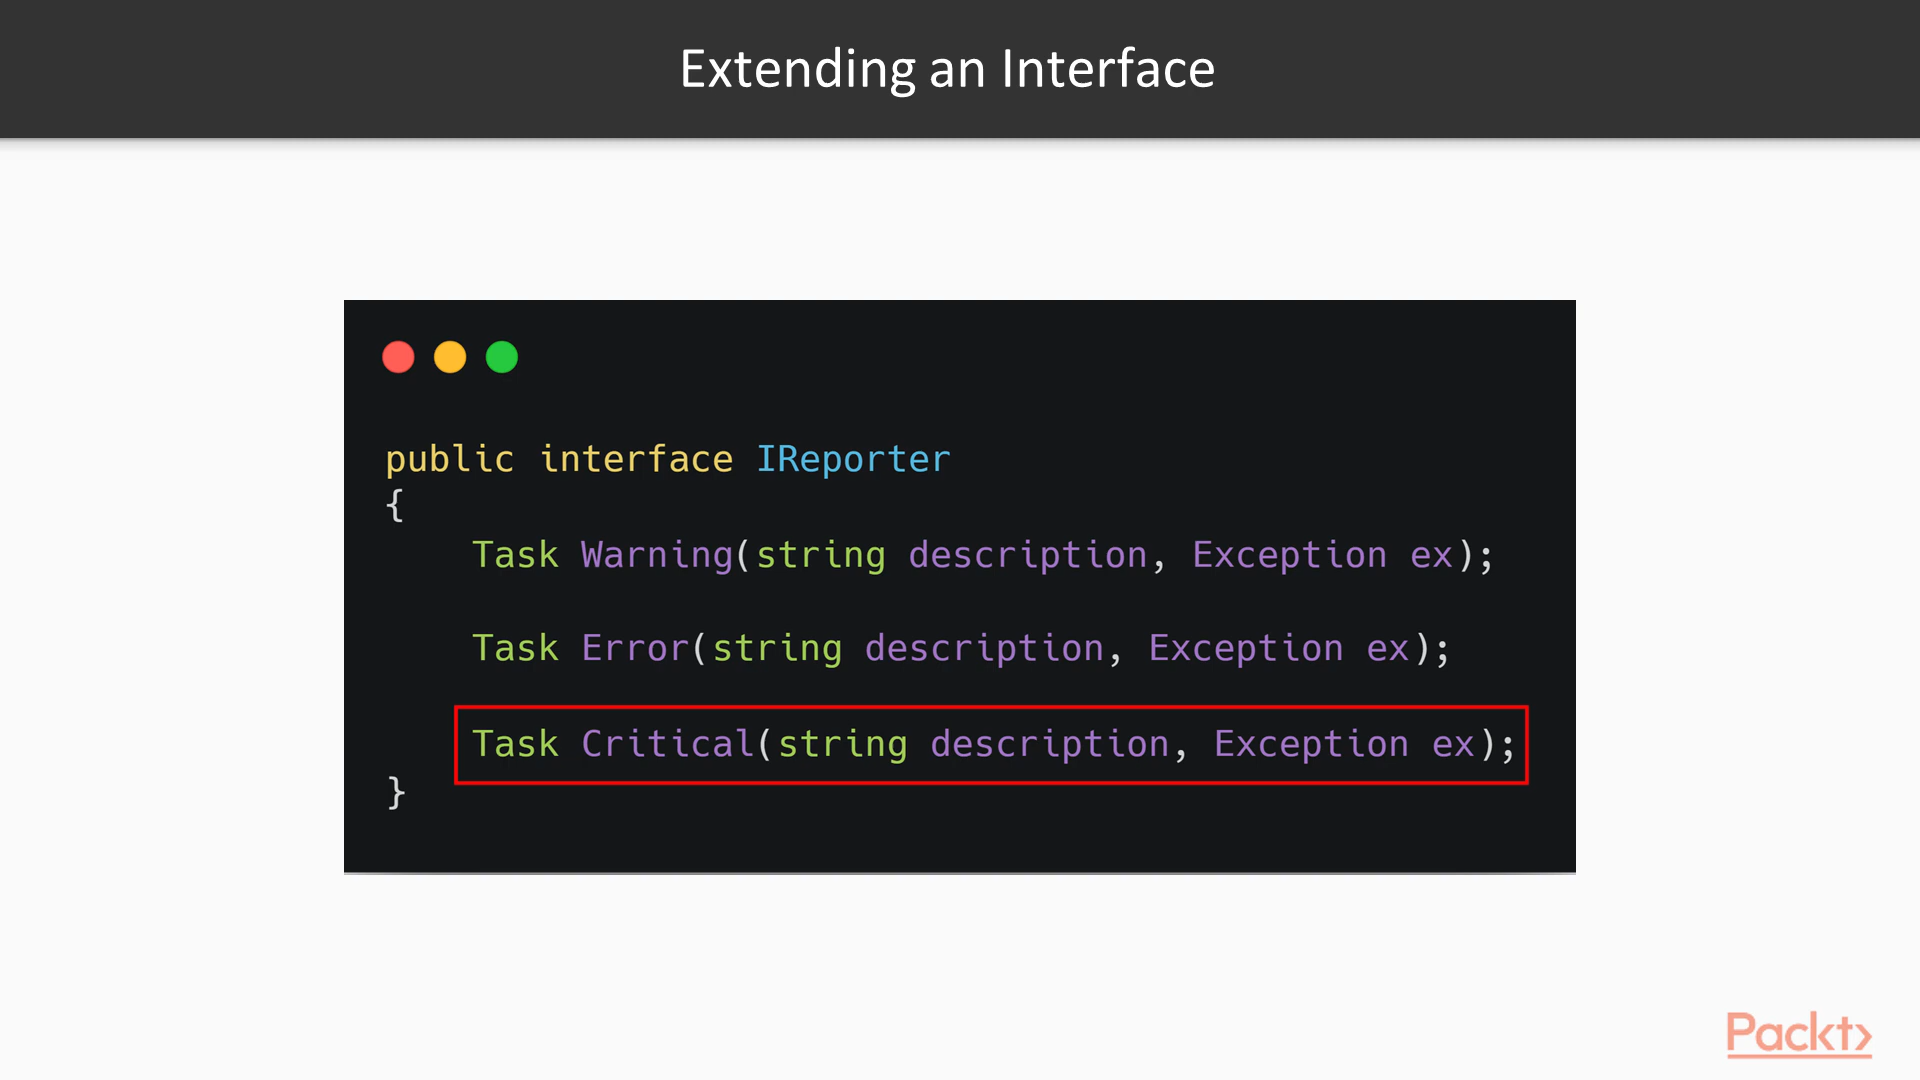 Extending an Interface
public interface IReporter
{
Task Warning(string description, Exception ex);
Task Error(string description, Exception ex);
Task Critical(string description, Exception ex);
}
Packt>